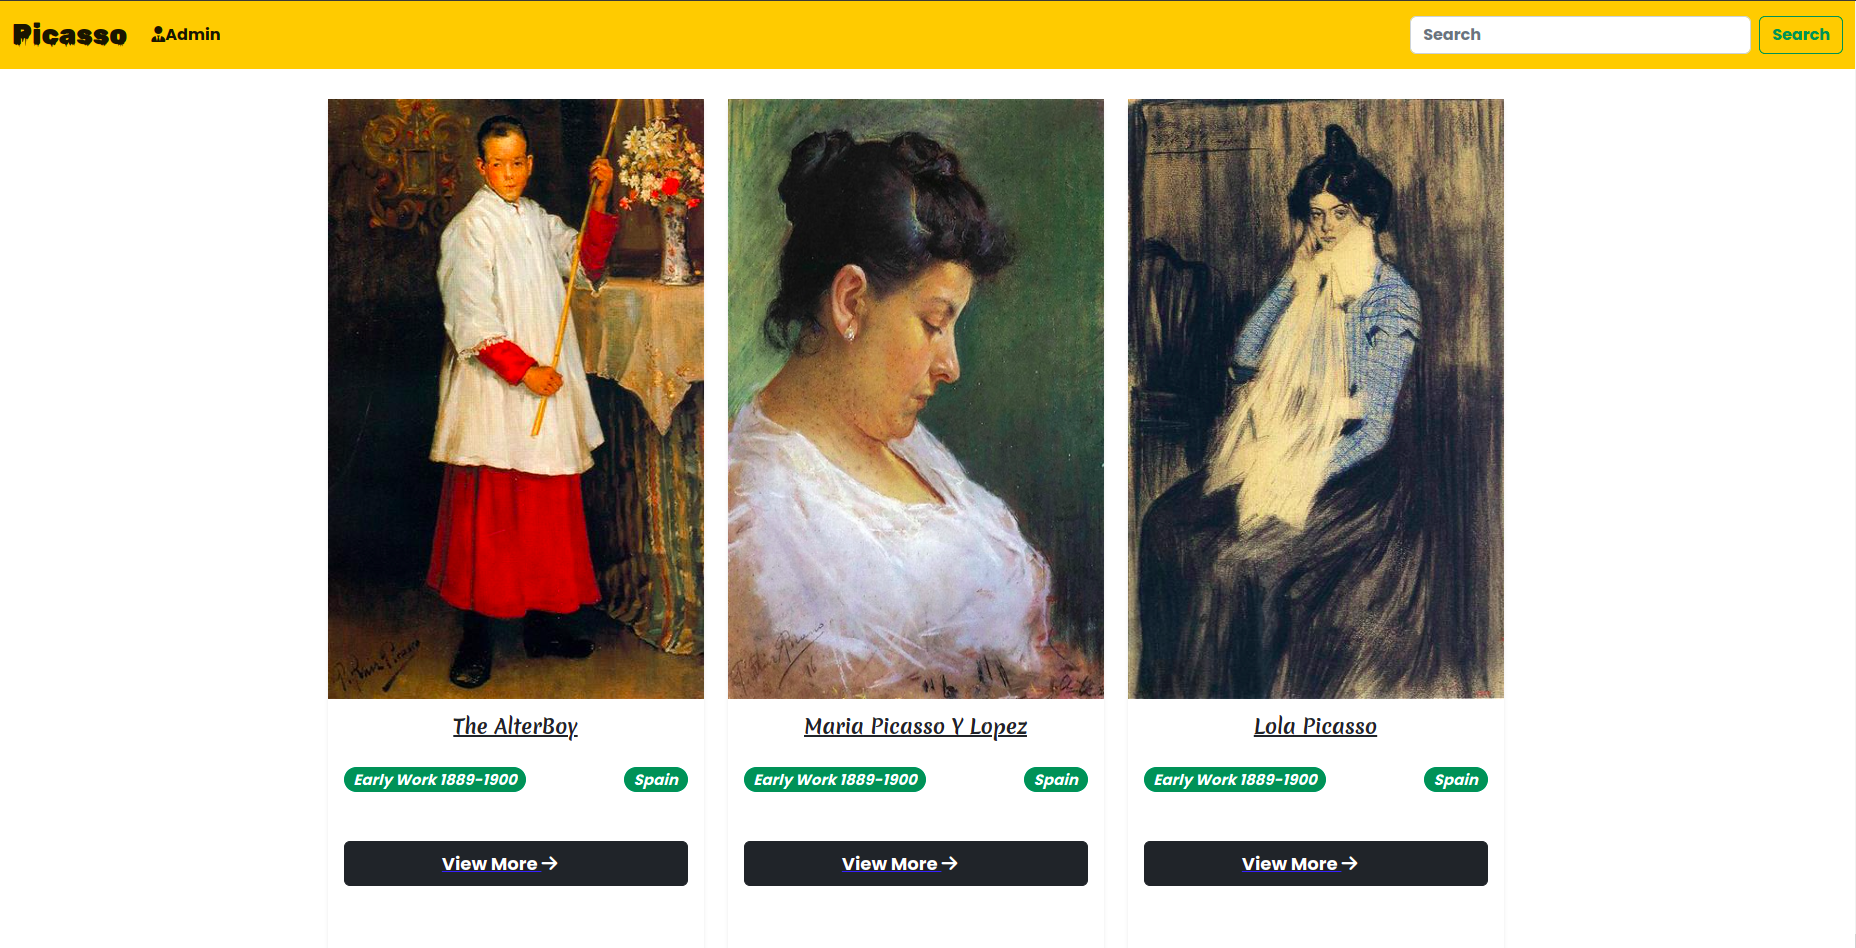 Picasso
Admin
Search
Search
The AlterBoy
Maria Picasso Y Lopez
Lola Picasso
Early Work 1889-1900
Spain
Early Work 1889-1900
Spain
Early Work 1889-1900
Spain
View More
View More
View More